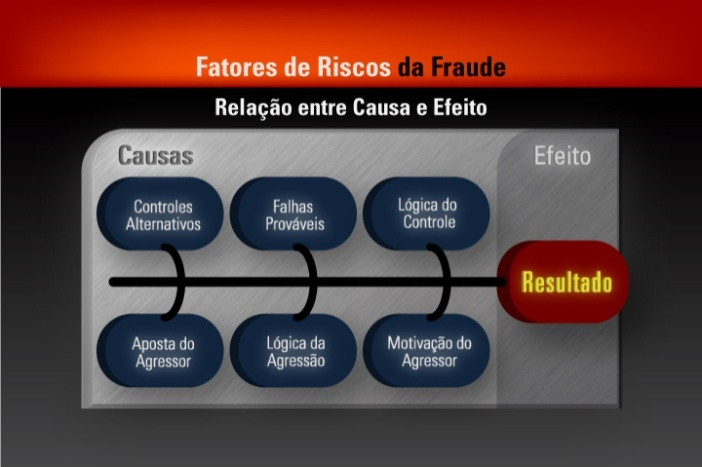 Fatores de Riscos da Fraude
Relação entre Causa e Efeito
Causas
Efeito
Controles
Alternativos
Falhas
Prováveis
Lógica do
Controle
Resultado
Aposta do
Agressor
Lógica da
Agressão
Motivação do
Agressor